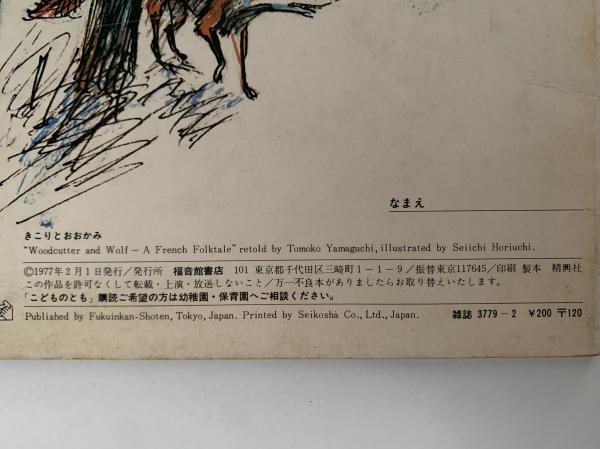 なまえ
きこりとおおかみ
"Woodcutter and Wolf – A French Folktale" retold by Tomoko Yamaguchi, illustrated by Seiichi Horiuchi.
©1977年2月1日発行／発行所 福音館書店 101 東京都千代田区三崎町1－1－9／振替東京117645／印刷 製本 精興社
この作品を許可なくして転載・上演・放送しないこと／万一不良本がありましたらお取り替えいたします。
「こどものとも」購読ご希望の方は幼稚園・保育園へご相談ください。
Published by Fukuinkan-Shoten, Tokyo, Japan. Printed by Seikosha Co., Ltd., Japan. 雑誌 3779－2 ¥200 〒120